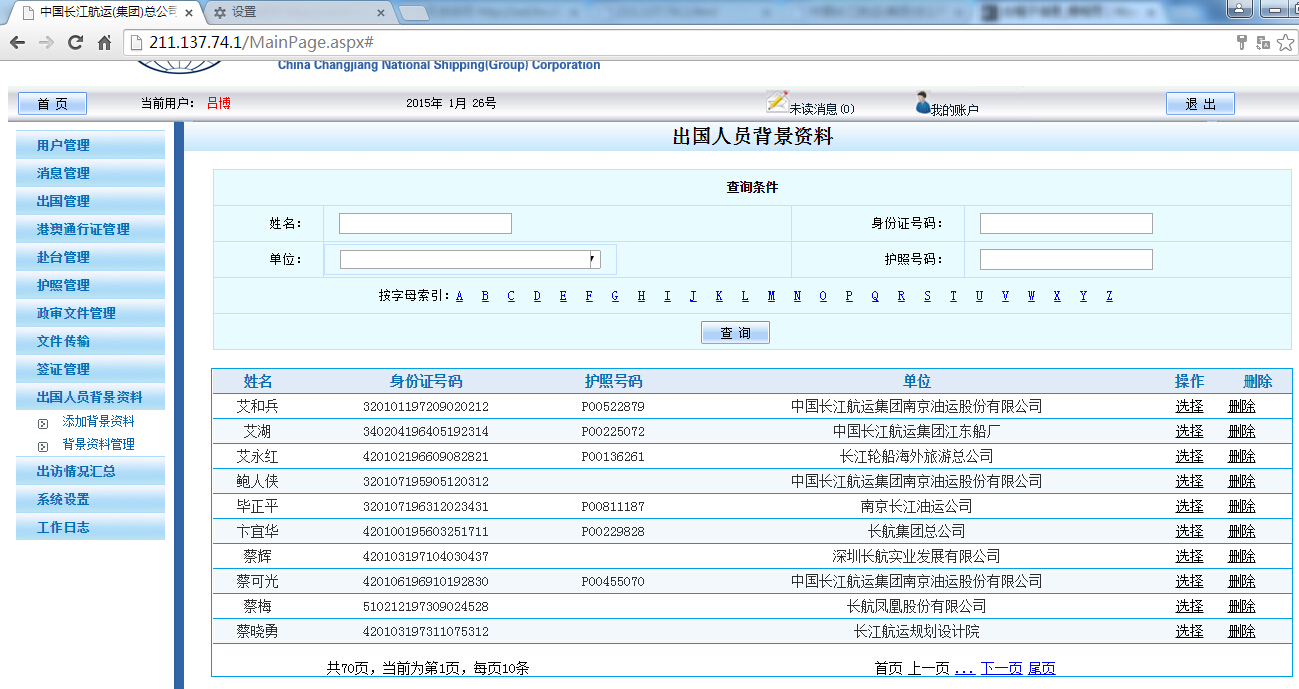 中国长江航运(集团)总公司 设置
211.137.74.1/MainPage.aspx#
China Changjiang National Shipping(Group) Corporation
首 页 当前用户: 吕博 2015年 1月 26号 未读消息(0) 我的账户 退 出
出国人员背景资料
用户管理
消息管理
出国管理
港澳通行证管理
赴台管理
护照管理
政审文件管理
文件传输
签证管理
出国人员背景资料
添加背景资料
背景资料管理
出访情况汇总
系统设置
工作日志
查询条件
姓名: 身份证号码:
单位: 护照号码:
按字母索引: A B C D E F G H I J K L M N O P Q R S T U V W X Y Z
查 询
姓名 身份证号码 护照号码 单位 操作 删除
艾和兵 320101197209020212 P00522879 中国长江航运集团南京油运股份有限公司 选择 删除
艾湖 340204196405192314 P00225072 中国长江航运集团江东船厂 选择 删除
艾永红 420102196609082821 P00136261 长江轮船海外旅游总公司 选择 删除
鲍人侠 320107195905120312 中国长江航运集团南京油运股份有限公司 选择 删除
毕正平 320107196312023431 P00811187 南京长江油运公司 选择 删除
卞宜华 420100195603251711 P00229828 长航集团总公司 选择 删除
蔡辉 420103197104030437 深圳长航实业发展有限公司 选择 删除
蔡可光 420106196910192830 P00455070 中国长江航运集团南京油运股份有限公司 选择 删除
蔡梅 510212197309024528 长航凤凰股份有限公司 选择 删除
蔡晓勇 420103197311075312 长江航运规划设计院 选择 删除
共70页，当前为第1页，每页10条 首页 上一页 ... 下一页 尾页